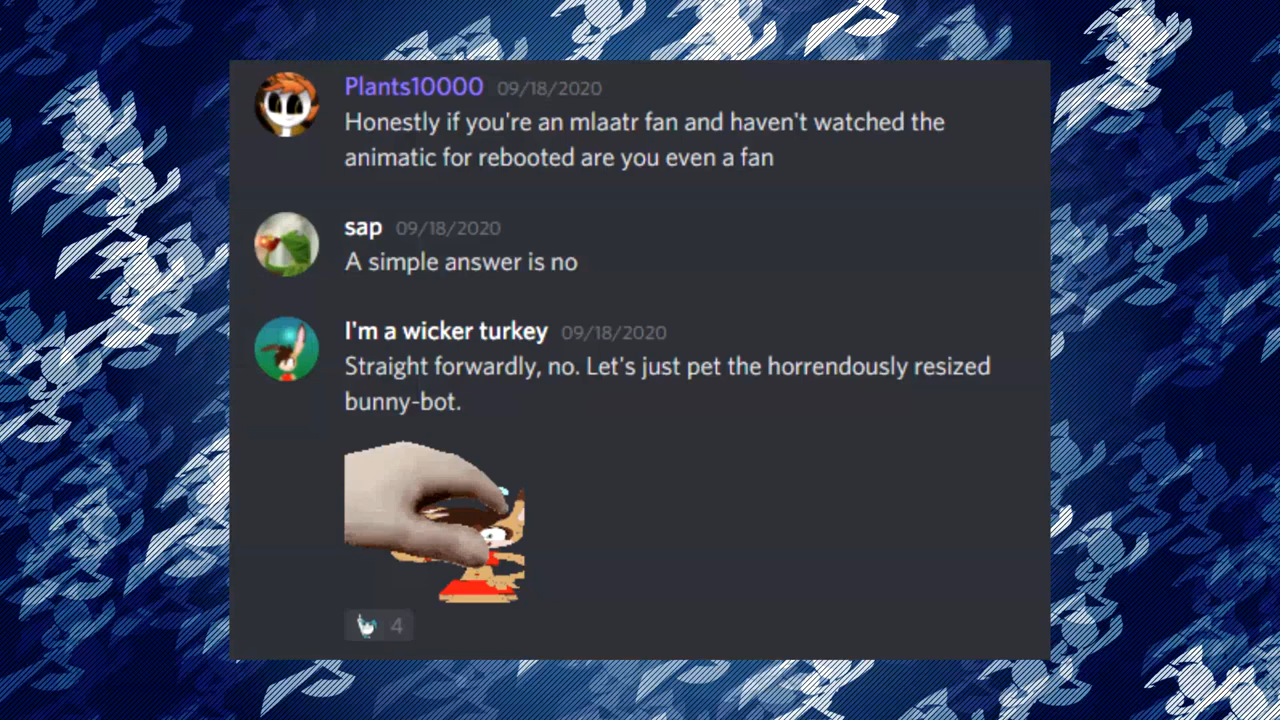 Plants10000 09/18/2020
Honestly if you're an mlaatr fan and haven't watched the
animatic for rebooted are you even a fan
sap 09/18/2020
A simple answer is no
I'm a wicker turkey 09/18/2020
Straight forwardly, no. Let's just pet the horrendously resized
bunny-bot.
4